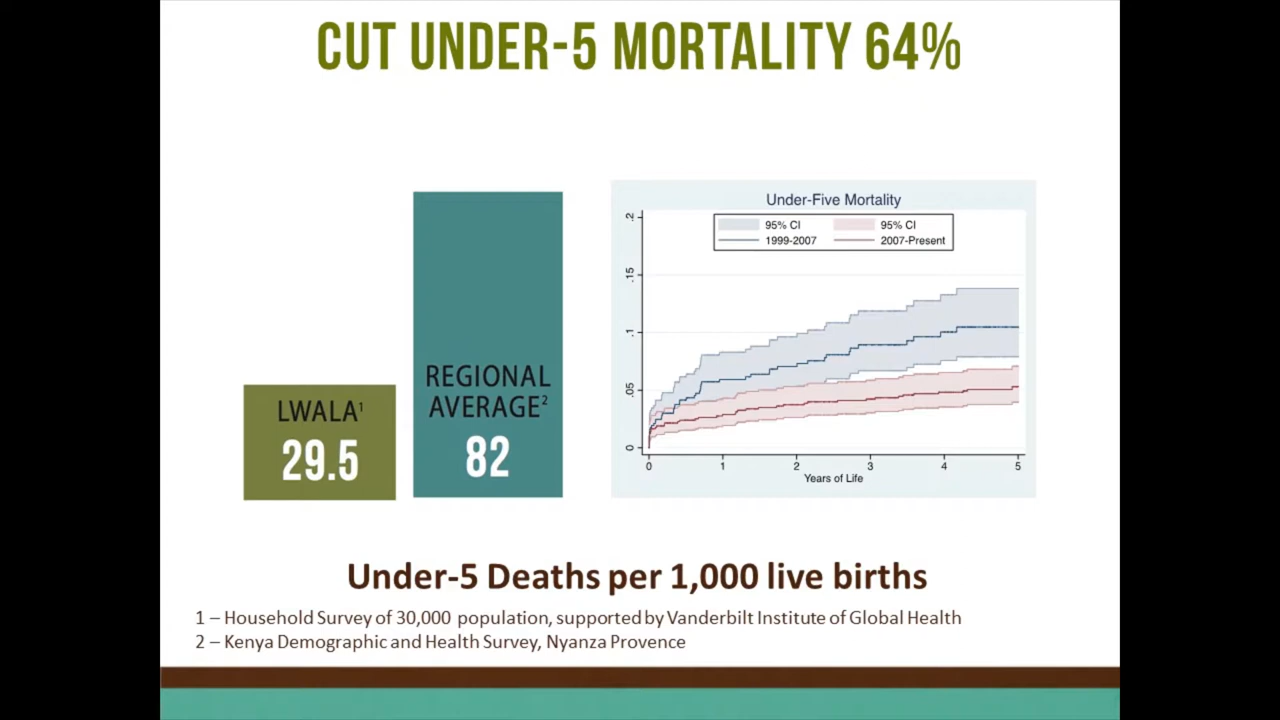 CUT UNDER-5 MORTALITY 64%
LWALA¹
29.5
REGIONAL
AVERAGE²
82
Under-Five Mortality
95% CI 95% CI
1999-2007 2007-Present
.2
.15
.1
.05
0
0 1 2 3 4 5
Years of Life
Under-5 Deaths per 1,000 live births
1 – Household Survey of 30,000 population, supported by Vanderbilt Institute of Global Health
2 – Kenya Demographic and Health Survey, Nyanza Provence